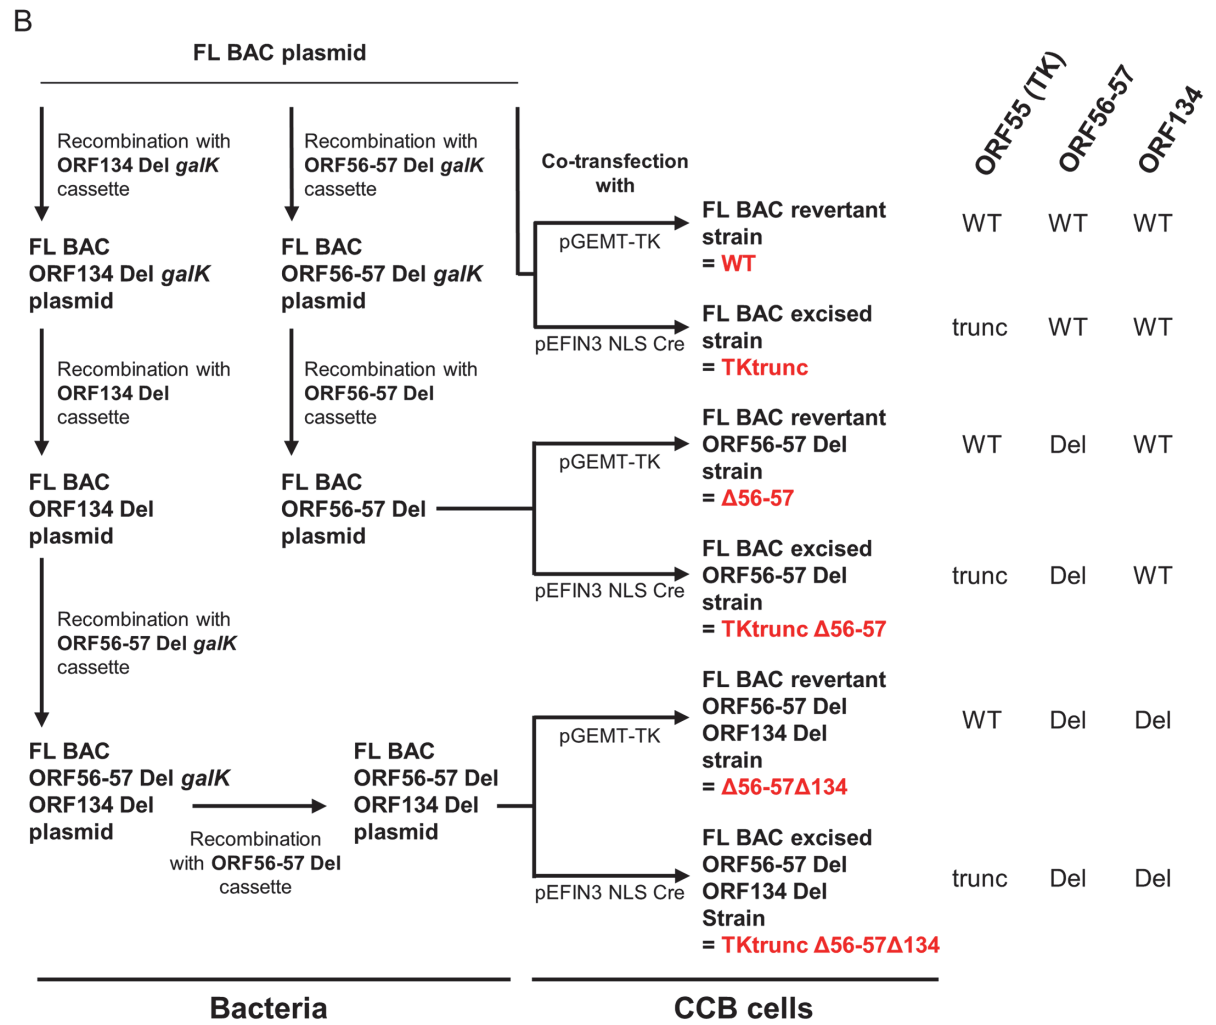 B
FL BAC plasmid
Recombination with
ORF134 Del galK
cassette
Recombination with
ORF56-57 Del galK
cassette
Co-transfection
with
ORF55 (TK)
ORF56-57
ORF134
FL BAC
ORF134 Del galK
plasmid
FL BAC
ORF56-57 Del galK
plasmid
pGEMT-TK
FL BAC revertant
strain
= WT
WT
WT
WT
pEFIN3 NLS Cre
FL BAC excised
strain
= TKtrunc
trunc
WT
WT
Recombination with
ORF134 Del
cassette
Recombination with
ORF56-57 Del
cassette
FL BAC
ORF134 Del
plasmid
FL BAC
ORF56-57 Del
plasmid
pGEMT-TK
FL BAC revertant
ORF56-57 Del
strain
= Δ56-57
WT
Del
WT
pEFIN3 NLS Cre
FL BAC excised
ORF56-57 Del
strain
= TKtrunc Δ56-57
trunc
Del
WT
Recombination with
ORF56-57 Del galK
cassette
FL BAC
ORF56-57 Del galK
ORF134 Del
plasmid
Recombination
with ORF56-57 Del
cassette
FL BAC
ORF56-57 Del
ORF134 Del
plasmid
pGEMT-TK
FL BAC revertant
ORF56-57 Del
ORF134 Del
strain
= Δ56-57Δ134
WT
Del
Del
pEFIN3 NLS Cre
FL BAC excised
ORF56-57 Del
ORF134 Del
Strain
= TKtrunc Δ56-57Δ134
trunc
Del
Del
Bacteria
CCB cells